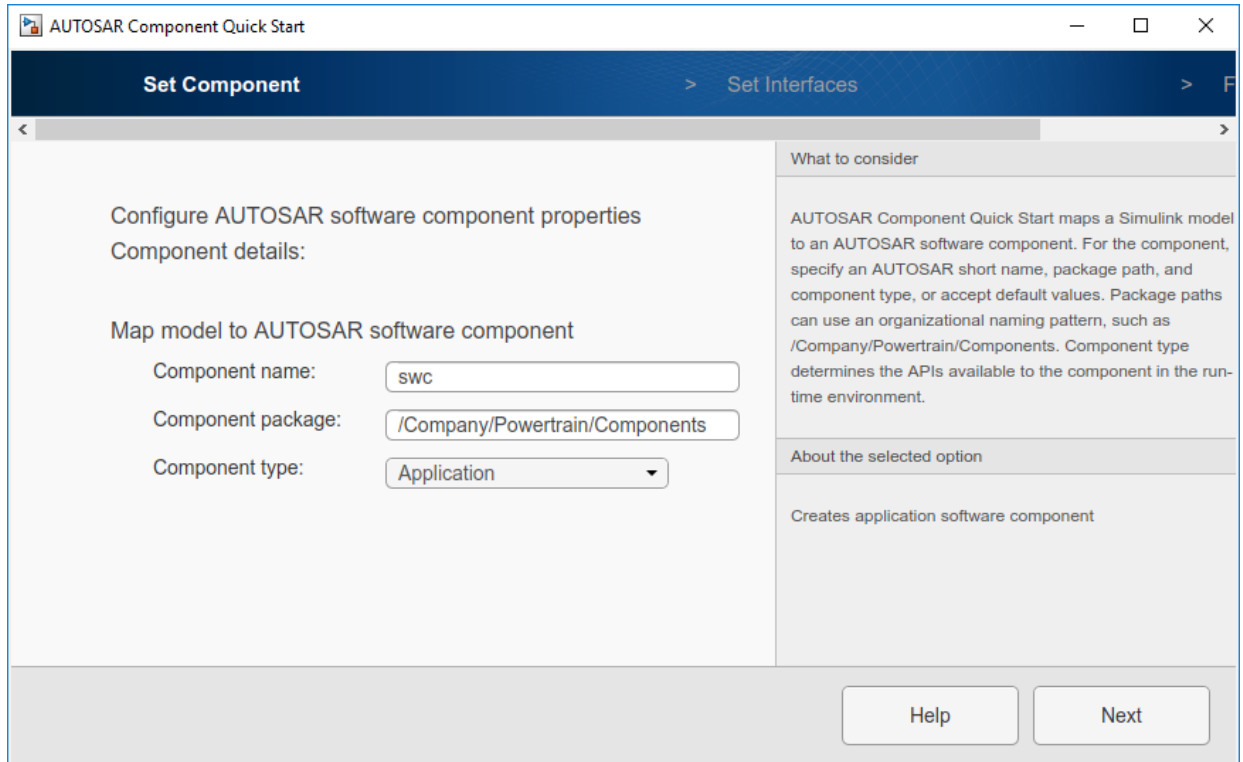 AUTOSAR Component Quick Start
Set Component > Set Interfaces > F
Configure AUTOSAR software component properties
Component details:
Map model to AUTOSAR software component
Component name: swc
Component package: /Company/Powertrain/Components
Component type: Application
What to consider
AUTOSAR Component Quick Start maps a Simulink model
to an AUTOSAR software component. For the component,
specify an AUTOSAR short name, package path, and
component type, or accept default values. Package paths
can use an organizational naming pattern, such as
/Company/Powertrain/Components. Component type
determines the APIs available to the component in the run-
time environment.
About the selected option
Creates application software component
Help Next